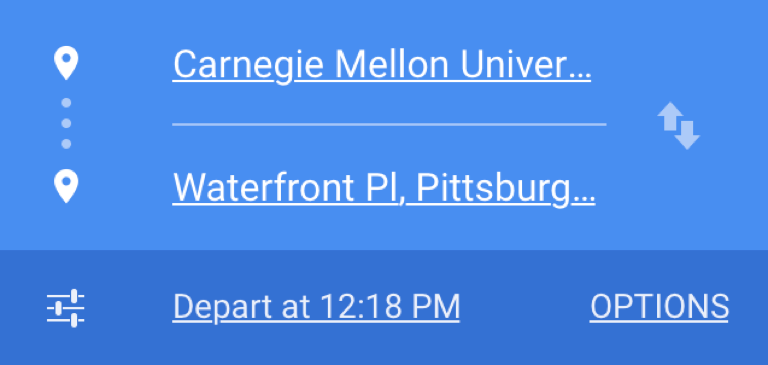 Carnegie Mellon Univer...
Waterfront Pl, Pittsburg...
Depart at 12:18 PM OPTIONS